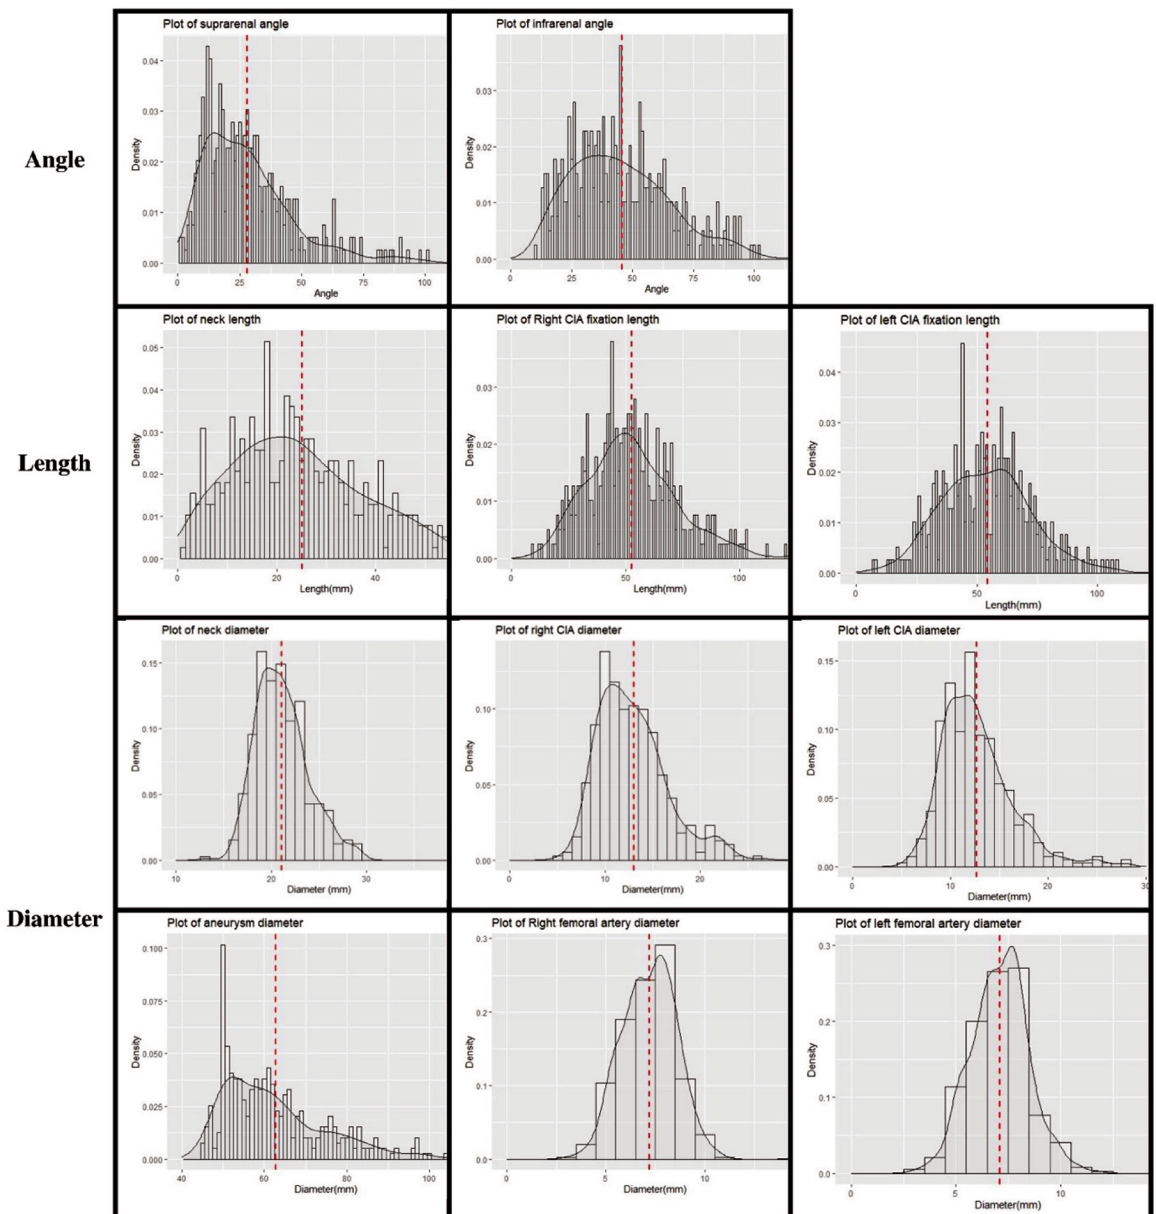 Plot of suprarenal angle
0.04
0.03
0.02
0.01
0.00
Density
0 25 50 75 100
Angle
Plot of infrarenal angle
0.03
0.02
0.01
0.00
Density
0 25 50 75 100
Angle
Angle
Plot of neck length
0.05
0.04
0.03
0.02
0.01
0.00
Density
0 20 40
Length(mm)
Plot of Right CIA fixation length
0.03
0.02
0.01
0.00
Density
0 50 100
Length(mm)
Plot of left CIA fixation length
0.04
0.03
0.02
0.01
0.00
Density
0 50 100
Length(mm)
Length
Plot of neck diameter
0.15
0.10
0.05
0.00
Density
10 20 30
Diameter (mm)
Plot of right CIA diameter
0.10
0.05
0.00
Density
0 10 20
Diameter(mm)
Plot of left CIA diameter
0.15
0.10
0.05
0.00
Density
0 10 20 30
Diameter(mm)
Diameter
Plot of aneurysm diameter
0.100
0.075
0.050
0.025
0.000
Density
40 60 80 100
Diameter(mm)
Plot of Right femoral artery diameter
0.3
0.2
0.1
0.0
Density
0 5 10
Diameter(mm)
Plot of left femoral artery diameter
0.3
0.2
0.1
0.0
Density
0 5 10
Diameter(mm)